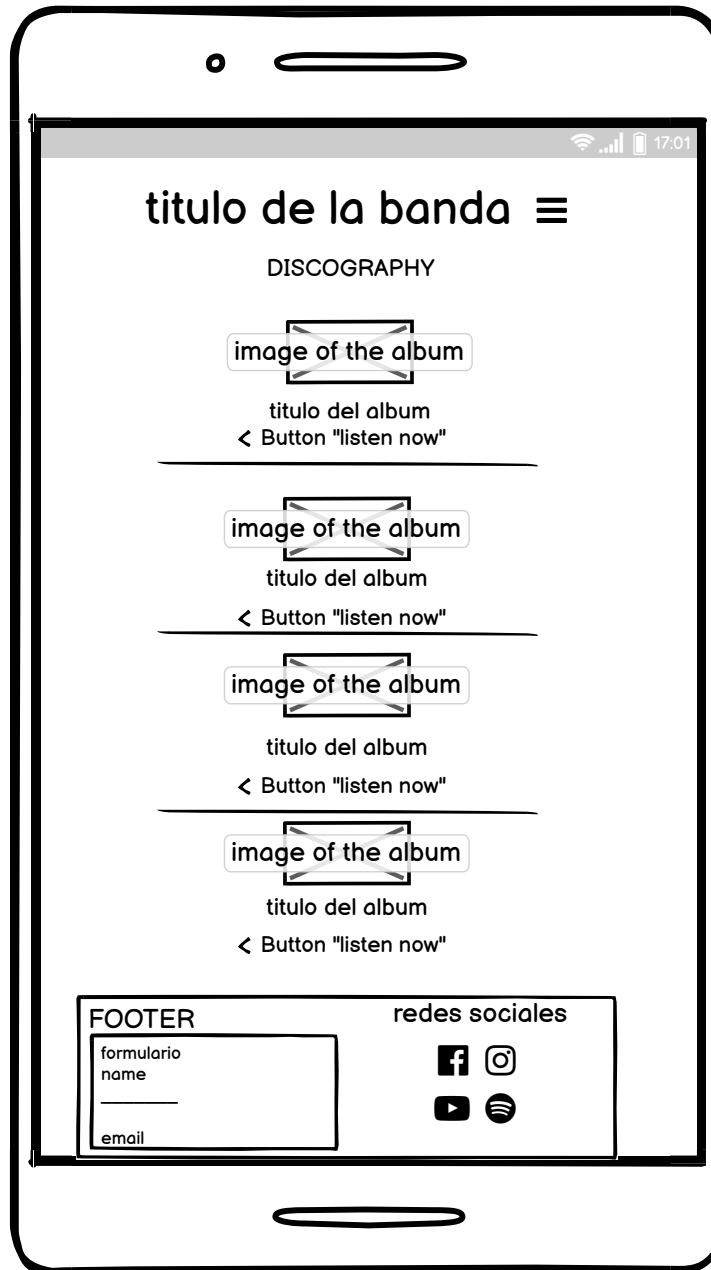 17:01
titulo de la banda
DISCOGRAPHY
image of the album
titulo del album
< Button "listen now"
image of the album
titulo del album
< Button "listen now"
image of the album
titulo del album
< Button "listen now"
image of the album
titulo del album
< Button "listen now"
FOOTER
redes sociales
formulario
name
email